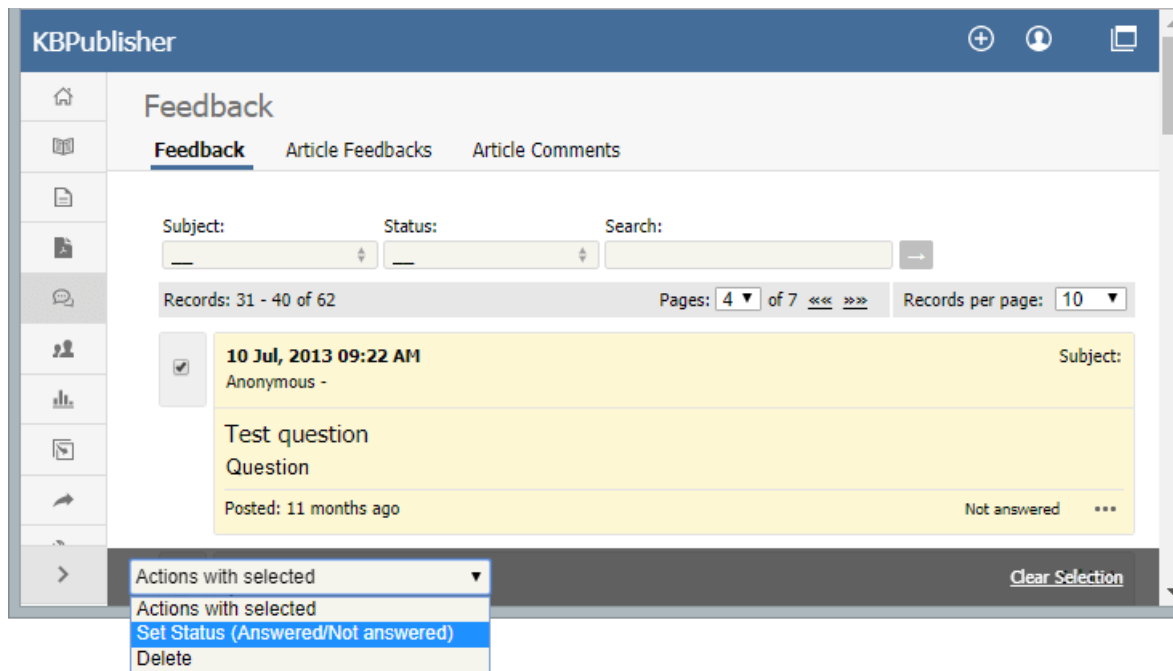 KBPublisher
Feedback
Feedback Article Feedbacks Article Comments
Subject: Status: Search:
__ __ →
Records: 31 - 40 of 62 Pages: 4 ▼ of 7 «« »» Records per page: 10 ▼
10 Jul, 2013 09:22 AM Subject:
Anonymous -
Test question
Question
Posted: 11 months ago Not answered •••
Actions with selected ▼ Clear Selection
Actions with selected
Set Status (Answered/Not answered)
Delete